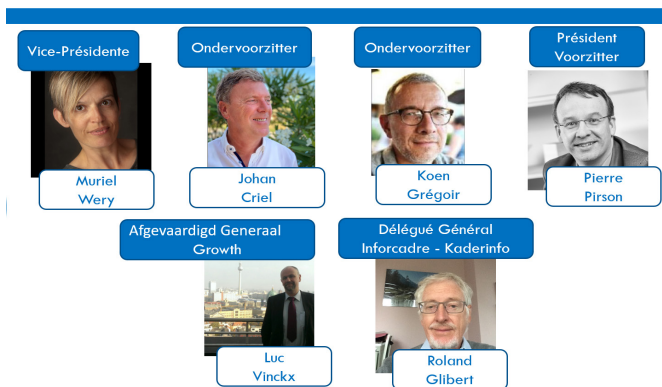 Vice-Présidente
Ondervoorzitter
Ondervoorzitter
Président
Voorzitter
Muriel
Wery
Johan
Criel
Koen
Grégoir
Pierre
Pirson
Afgevaardigd Generaal
Growth
Délégué Général
Inforcadre - Kaderinfo
Luc
Vinckx
Roland
Glibert